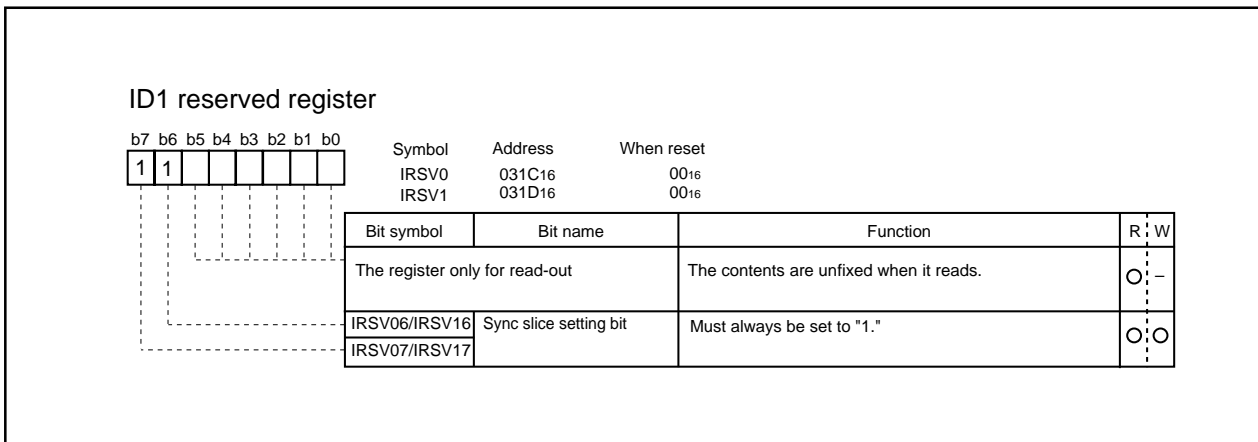 ID1 reserved register
b7 b6 b5 b4 b3 b2 b1 b0
1 1
Symbol Address When reset
IRSV0 031C16 0016
IRSV1 031D16 0016
Bit symbol Bit name Function R W
The register only for read-out The contents are unfixed when it reads. O –
IRSV06/IRSV16 Sync slice setting bit Must always be set to "1." O O
IRSV07/IRSV17